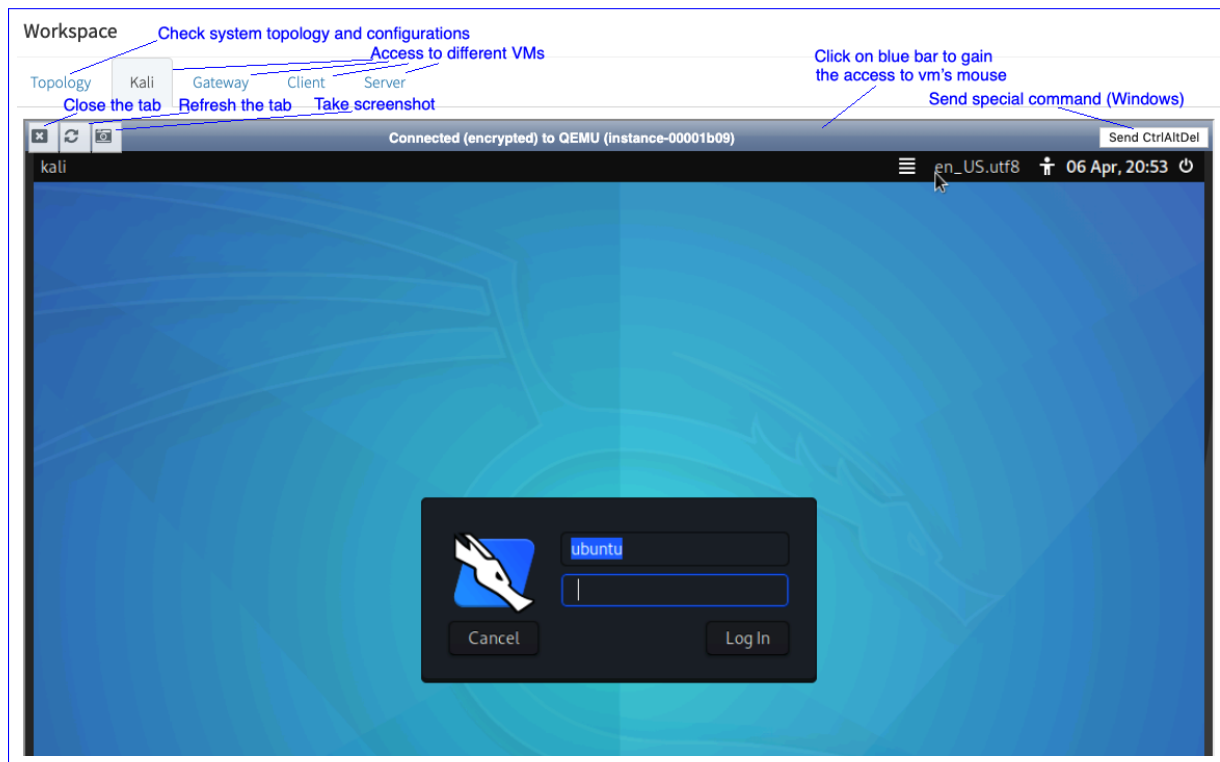 Workspace
Check system topology and configurations
Access to different VMs
Click on blue bar to gain
the access to vm's mouse
Topology Kali Gateway Client Server
Close the tab Refresh the tab Take screenshot
Send special command (Windows)
Connected (encrypted) to QEMU (instance-00001b09)
Send CtrlAltDel
kali en_US.utf8 06 Apr, 20:53
ubuntu
Cancel Log In